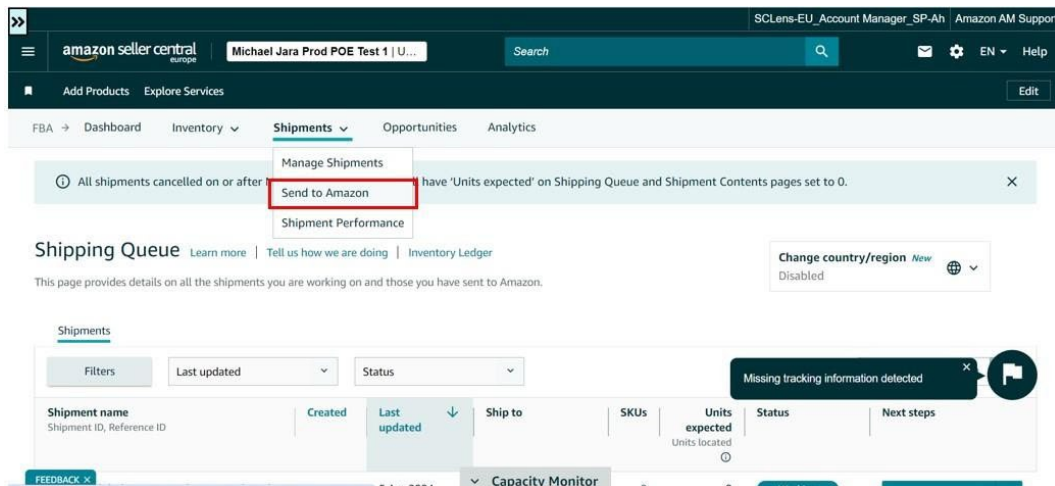 SCLens-EU_Account Manager_SP-Ah Amazon AM Suppor
amazon seller central europe Michael Jara Prod POE Test 1 | U... Search EN Help
Add Products Explore Services Edit
FBA → Dashboard Inventory Shipments Opportunities Analytics
Manage Shipments
All shipments cancelled on or after have 'Units expected' on Shipping Queue and Shipment Contents pages set to 0.
Send to Amazon
Shipment Performance
Shipping Queue Learn more | Tell us how we are doing | Inventory Ledger
Change country/region New
Disabled
This page provides details on all the shipments you are working on and those you have sent to Amazon.
Shipments
Filters Last updated Status
Missing tracking information detected
Shipment name Created Last updated Ship to SKUs Units expected Status Next steps
Shipment ID, Reference ID
Units located
FEEDBACK X
Capacity Monitor